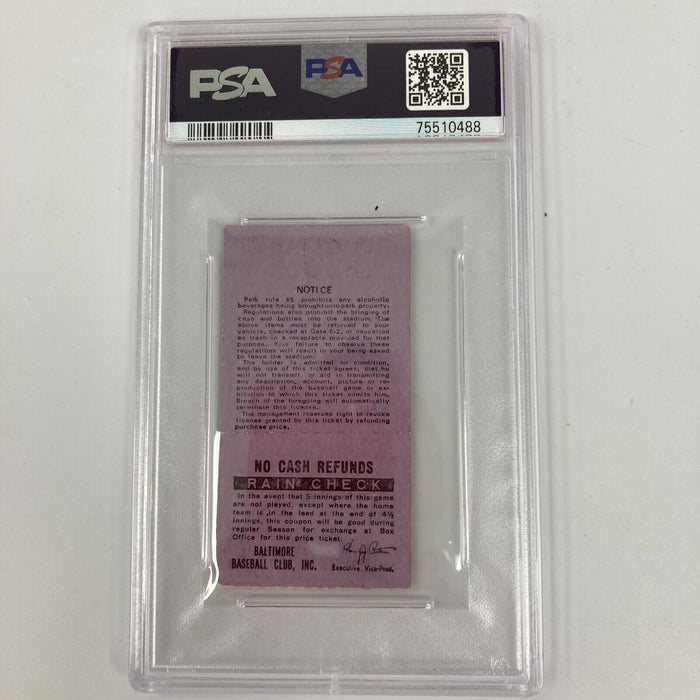 PSA
PSA
75510488
NOTICE
Park rule #5 prohibits any alcoholic
beverages being brought onto park property.
Regulations also prohibit the bringing of
cans and bottles into the stadium. The
above items must be returned to your
vehicle, checked at Gate E-2, or deposited
as trash in a receptacle provided for that
purpose. Your failure to observe these
regulations will result in your being asked
to leave the stadium.
The holder is admitted on condition,
and by use of this ticket agrees, that he
will not transmit, or aid in transmitting
any description, account, picture or re-
production of the baseball game or ex-
hibition to which this ticket admits him.
Breach of the foregoing will automatically
terminate this license.
The management reserves right to revoke
license granted by this ticket by refunding
purchase price.
NO CASH REFUNDS
RAIN CHECK
In the event that 5 innings of this game
are not played, except where the home
team is in the lead at the end of 4½
innings, this coupon will be good during
regular Season for exchange at Box
Office for this price ticket.
BALTIMORE
BASEBALL CLUB, INC.
Executive Vice-Pres.